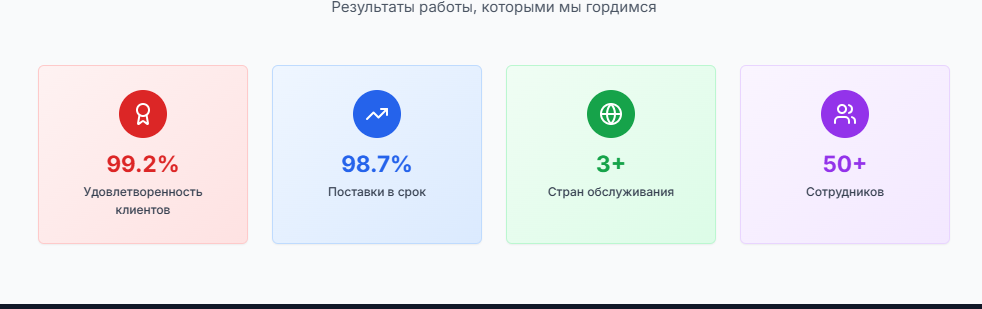 Результаты работы, которыми мы гордимся
99.2%
Удовлетворенность
клиентов
98.7%
Поставки в срок
3+
Стран обслуживания
50+
Сотрудников